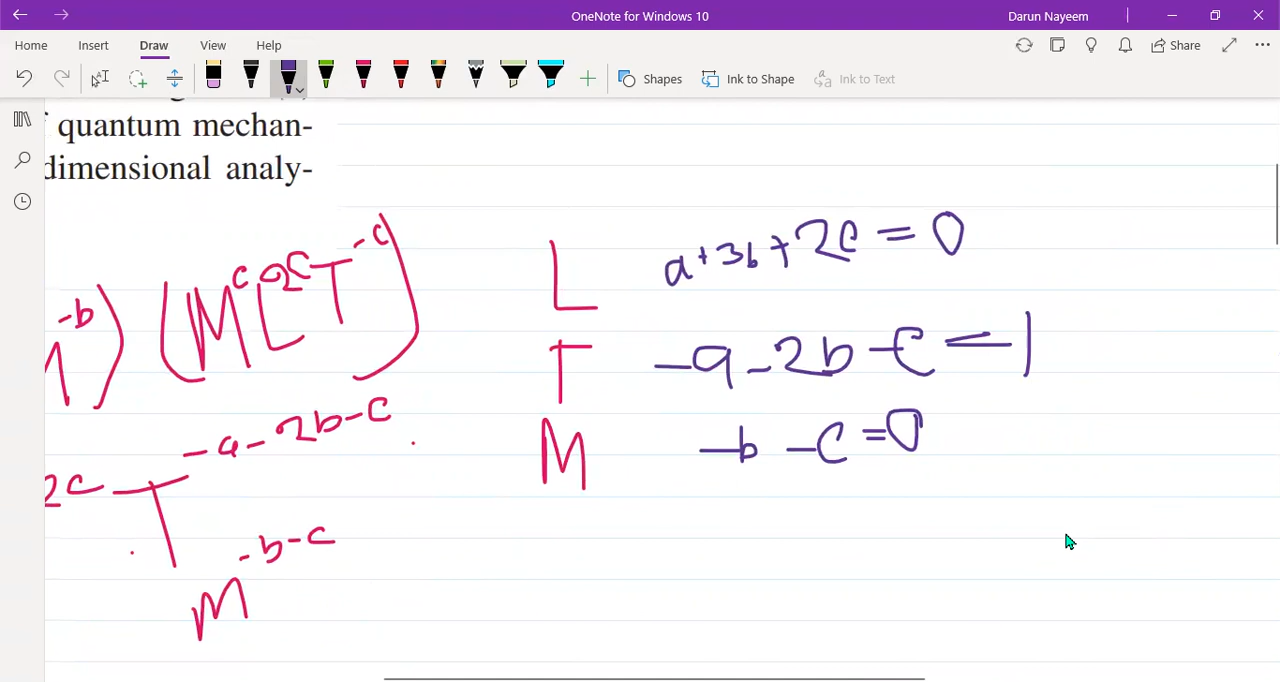 OneNote for Windows 10
Darun Nayeem
Home Insert Draw View Help
Share
Shapes Ink to Shape Ink to Text
quantum mechan-
dimensional analy-
-b) (M^c L^2c T^-c)
2c T^-a-2b-c
M^-b-c
L a+3b+2c=0
T -a-2b-c=1
M -b-c=0